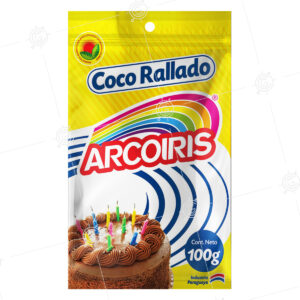 Coco Rallado
ARCOIRIS®
Cont. Neto
100g
Industria
Paraguaya